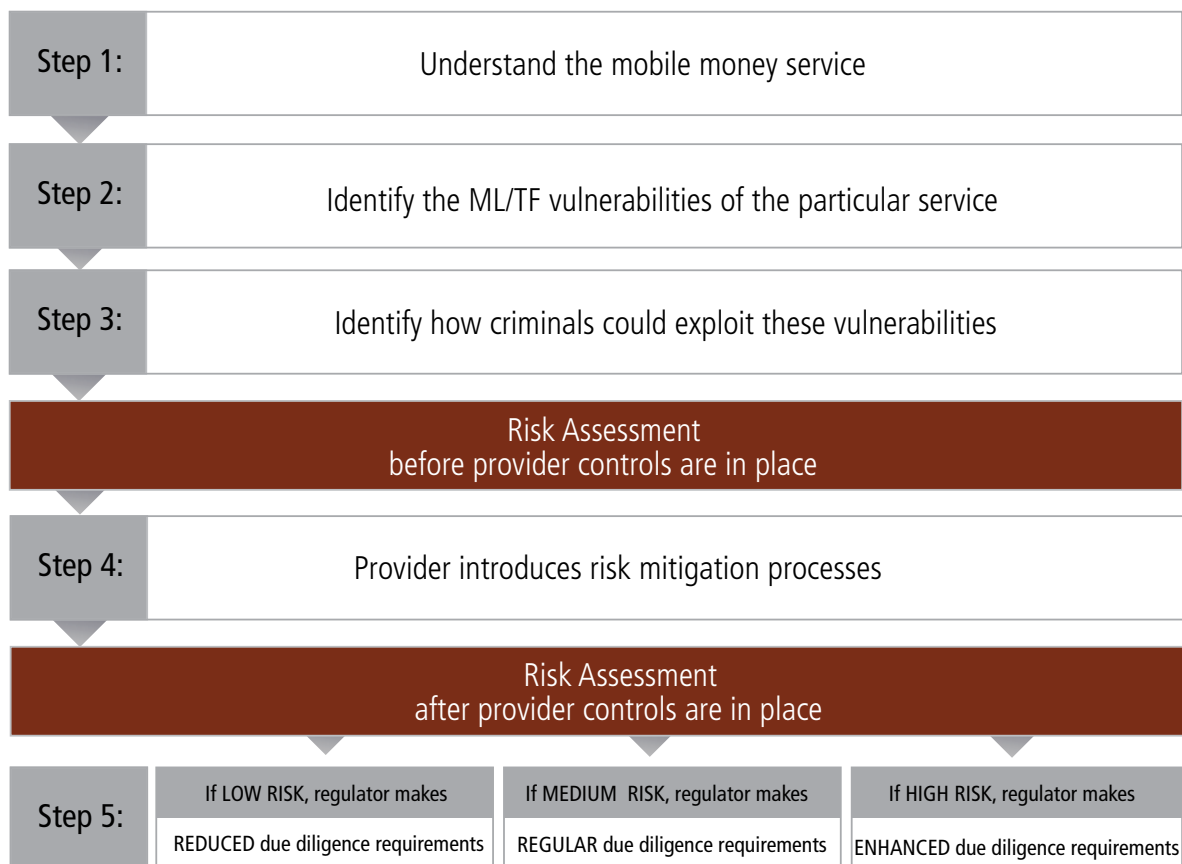 Step 1:
Understand the mobile money service
Step 2:
Identify the ML/TF vulnerabilities of the particular service
Step 3:
Identify how criminals could exploit these vulnerabilities
Risk Assessment
before provider controls are in place
Step 4:
Provider introduces risk mitigation processes
Risk Assessment
after provider controls are in place
Step 5:
If LOW RISK, regulator makes
REDUCED due diligence requirements
If MEDIUM RISK, regulator makes
REGULAR due diligence requirements
If HIGH RISK, regulator makes
ENHANCED due diligence requirements